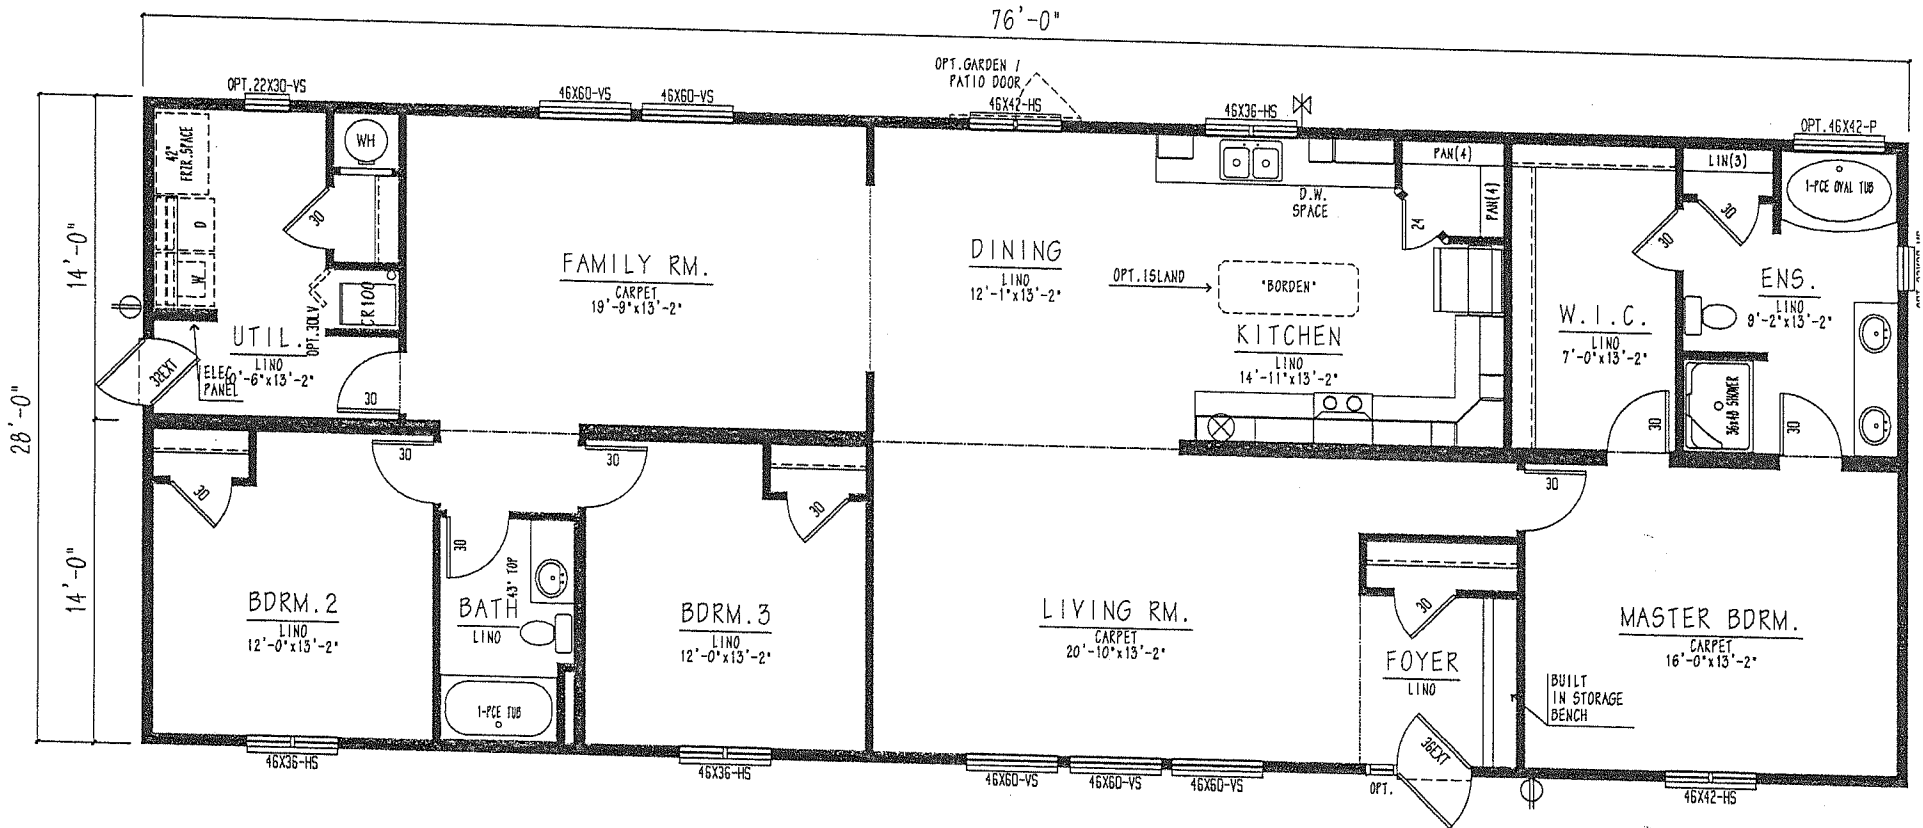 76'-0"
28'-0"
14'-0"
14'-0"
OPT.22X30-VS
46X60-VS
46X60-VS
OPT.GARDEN /
PATIO DOOR
46X42-HS
46X36-HS
OPT.46X42-P
42"
FRZR.SPACE
D
W
WH
30
OPT.30LV
CR100
UTIL.
LINO
0'-6"x13'-2"
ELEC.
PANEL
32EXT
30
FAMILY RM.
CARPET
19'-9"x13'-2"
DINING
LINO
12'-1"x13'-2"
OPT.ISLAND
"BORDEN"
KITCHEN
LINO
14'-11"x13'-2"
D.W.
SPACE
PAN(4)
PAN(4)
24
W.I.C.
LINO
7'-0"x13'-2"
30
30
LIN(3)
30
1-PCE OVAL TUB
ENS.
LINO
9'-2"x13'-2"
36x48 SHOWER
30
30
30
BDRM.2
LINO
12'-0"x13'-2"
46X36-HS
30
43" TOP
BATH
LINO
1-PCE TUB
30
30
BDRM.3
LINO
12'-0"x13'-2"
46X36-HS
LIVING RM.
CARPET
20'-10"x13'-2"
46X60-VS
46X60-VS
46X60-VS
30
FOYER
LINO
36EXT
OPT.
BUILT
IN STORAGE
BENCH
30
MASTER BDRM.
CARPET
16'-0"x13'-2"
46X42-HS